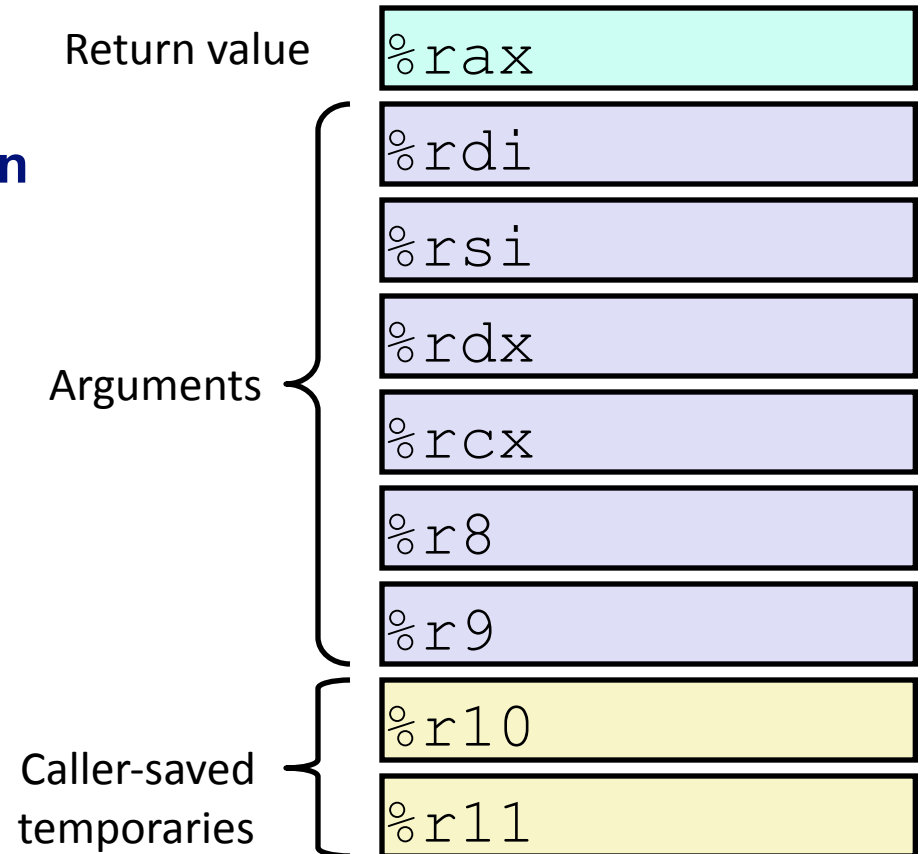 Return value
%rax
n
%rdi
%rsi
%rdx
Arguments
%rcx
%r8
%r9
%r10
Caller-saved
temporaries
%r11